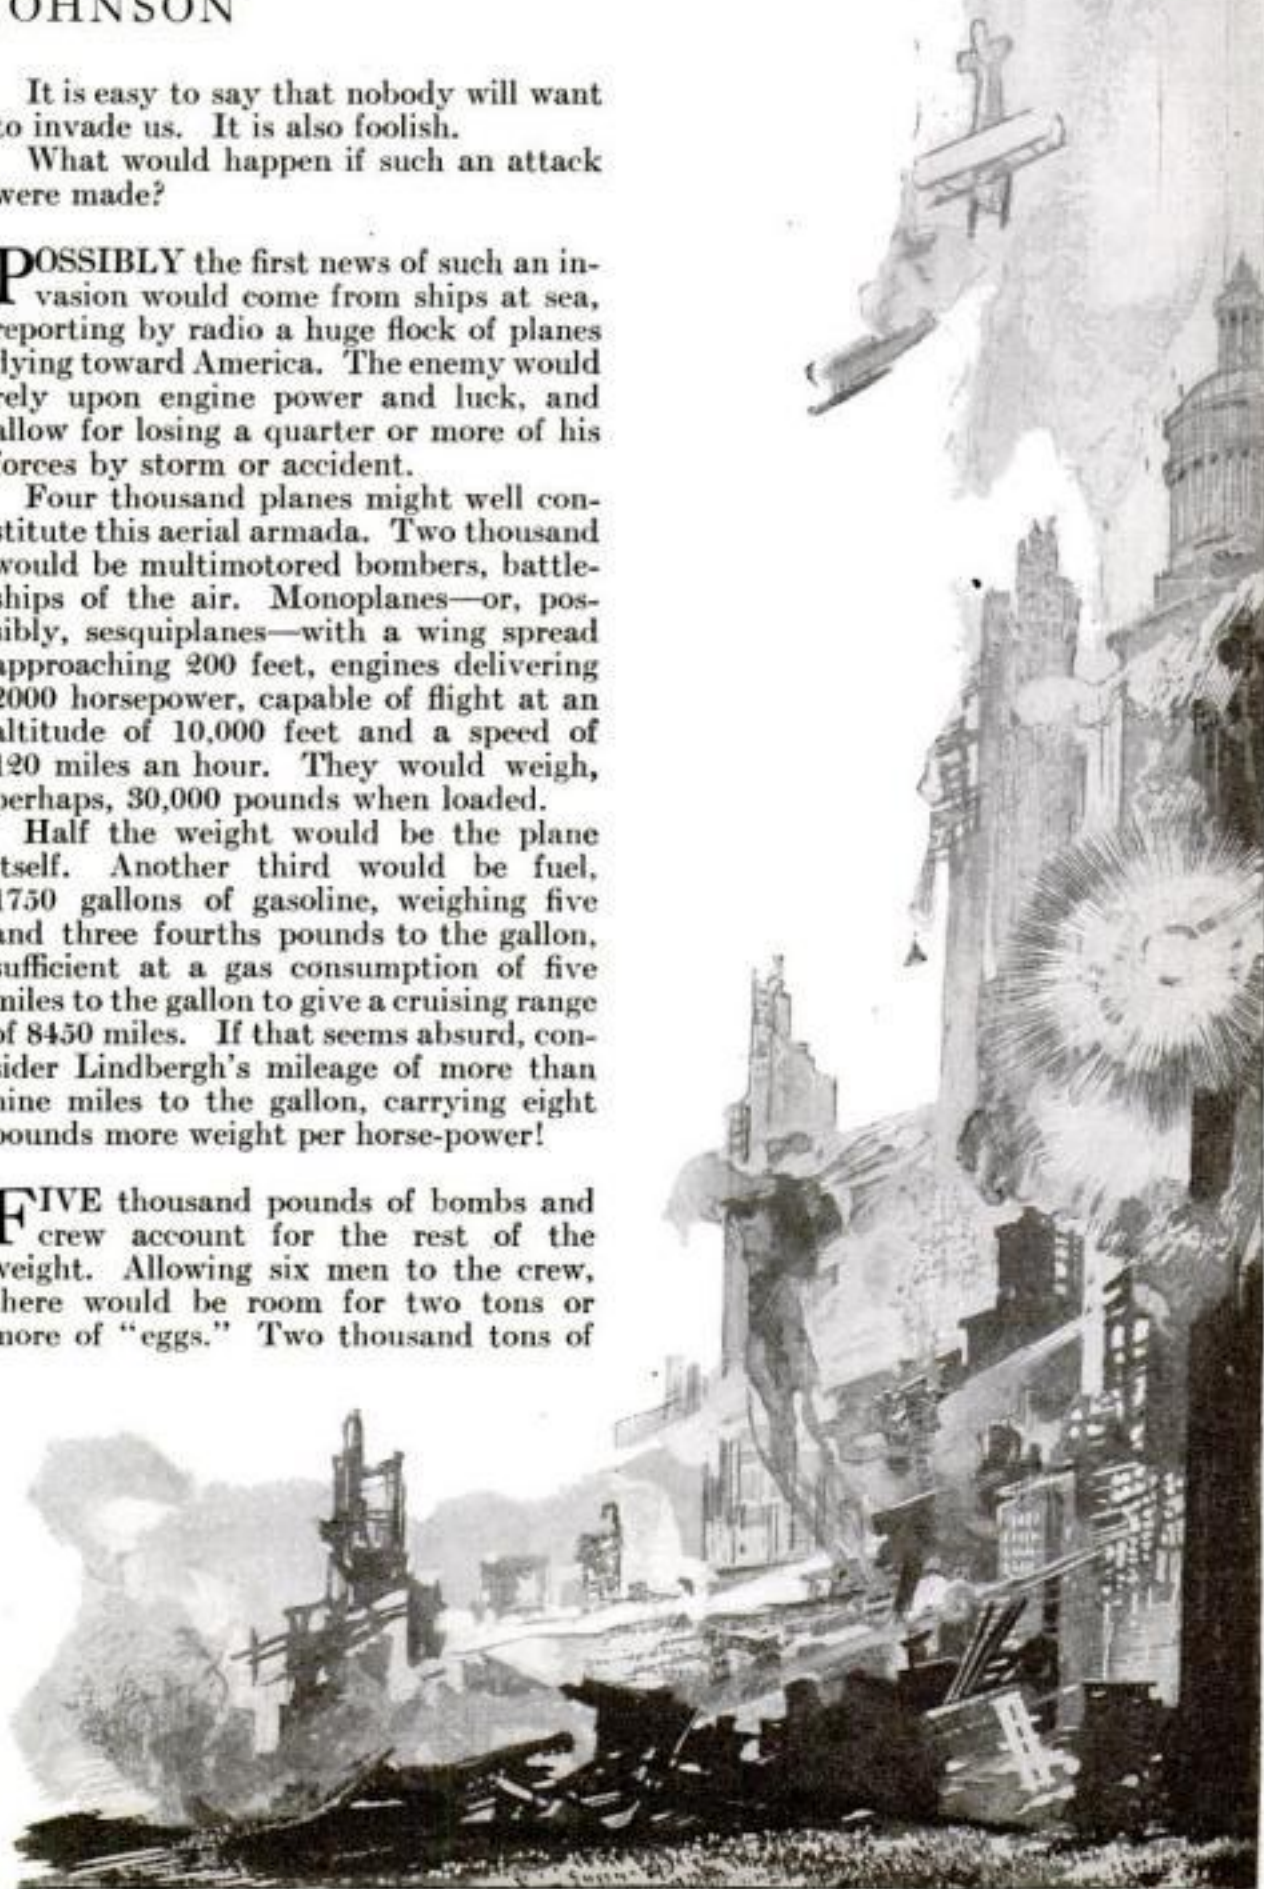 JOHNSON
It is easy to say that nobody will want
to invade us. It is also foolish.
What would happen if such an attack
were made?
POSSIBLY the first news of such an in-
vasion would come from ships at sea,
reporting by radio a huge flock of planes
flying toward America. The enemy would
rely upon engine power and luck, and
allow for losing a quarter or more of his
forces by storm or accident.
Four thousand planes might well con-
stitute this aerial armada. Two thousand
would be multimotored bombers, battle-
ships of the air. Monoplanes—or, pos-
sibly, sesquiplanes—with a wing spread
approaching 200 feet, engines delivering
2000 horsepower, capable of flight at an
altitude of 10,000 feet and a speed of
120 miles an hour. They would weigh,
perhaps, 30,000 pounds when loaded.
Half the weight would be the plane
itself. Another third would be fuel,
1750 gallons of gasoline, weighing five
and three fourths pounds to the gallon,
sufficient at a gas consumption of five
miles to the gallon to give a cruising range
of 8450 miles. If that seems absurd, con-
sider Lindbergh's mileage of more than
nine miles to the gallon, carrying eight
pounds more weight per horse-power!
FIVE thousand pounds of bombs and
crew account for the rest of the
weight. Allowing six men to the crew,
there would be room for two tons or
more of "eggs." Two thousand tons of